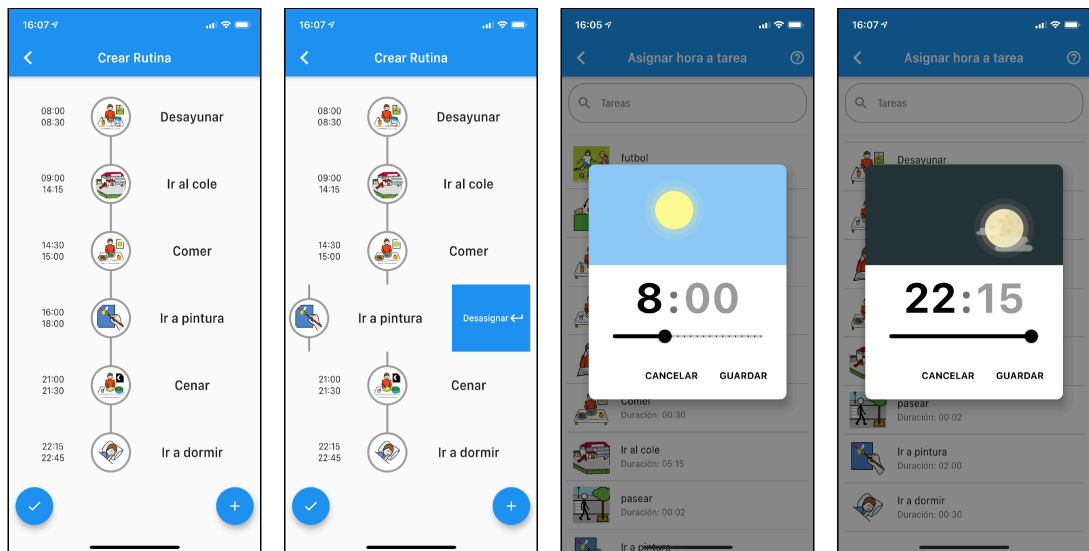 16:07
Crear Rutina
08:00
08:30
Desayunar
09:00
14:15
Ir al cole
14:30
15:00
Comer
16:00
18:00
Ir a pintura
21:00
21:30
Cenar
22:15
22:45
Ir a dormir
16:07
Crear Rutina
08:00
08:30
Desayunar
09:00
14:15
Ir al cole
14:30
15:00
Comer
Ir a pintura
Desasignar
21:00
21:30
Cenar
22:15
22:45
Ir a dormir
16:05
Asignar hora a tarea
Tareas
futbol
8:00
CANCELAR GUARDAR
Comer
Duración: 00:30
Ir al cole
Duración: 05:15
pasear
Duración: 00:02
Ir a pintura
16:07
Asignar hora a tarea
Tareas
Desayunar
22:15
CANCELAR GUARDAR
pasear
Duración: 00:02
Ir a pintura
Duración: 02:00
Ir a dormir
Duración: 00:30